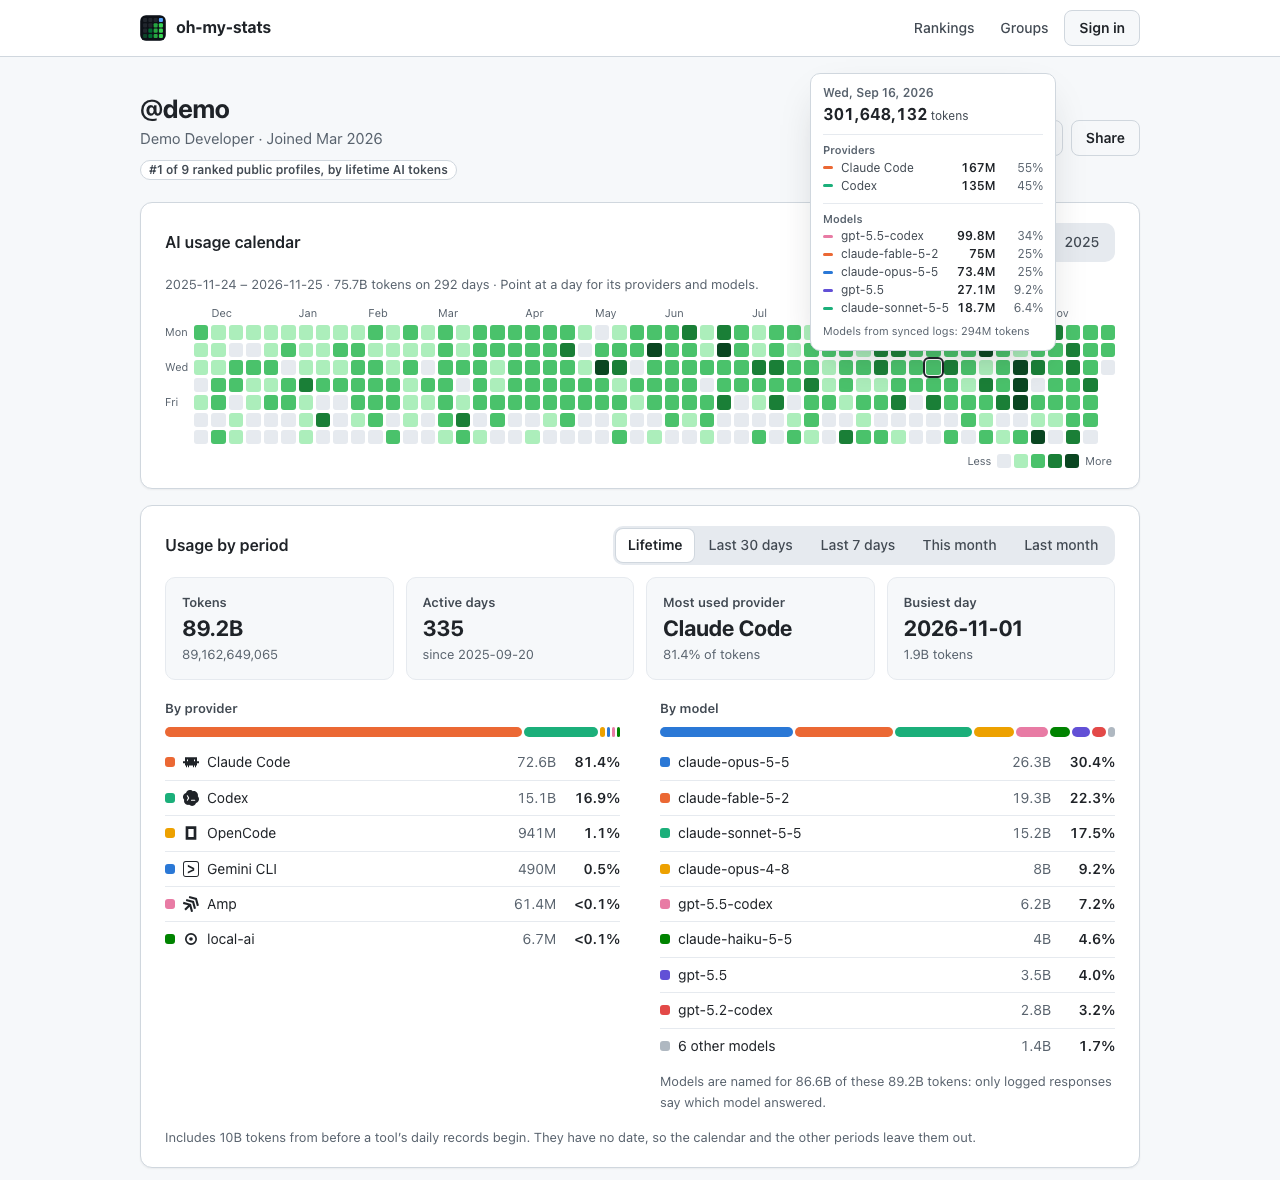 oh-my-stats
Rankings
Groups
Sign in
@demo
Demo Developer · Joined Mar 2026
#1 of 9 ranked public profiles, by lifetime AI tokens
Share
Wed, Sep 16, 2026
301,648,132 tokens
Providers
Claude Code 167M 55%
Codex 135M 45%
Models
gpt-5.5-codex 99.8M 34%
claude-fable-5-2 75M 25%
claude-opus-5-5 73.4M 25%
gpt-5.5 27.1M 9.2%
claude-sonnet-5-5 18.7M 6.4%
Models from synced logs: 294M tokens
AI usage calendar
2025
2025-11-24 – 2026-11-25 · 75.7B tokens on 292 days · Point at a day for its providers and models.
Dec Jan Feb Mar Apr May Jun Jul
Mon
Wed
Fri
Less More
Usage by period
Lifetime Last 30 days Last 7 days This month Last month
Tokens
89.2B
89,162,649,065
Active days
335
since 2025-09-20
Most used provider
Claude Code
81.4% of tokens
Busiest day
2026-11-01
1.9B tokens
By provider
Claude Code 72.6B 81.4%
Codex 15.1B 16.9%
OpenCode 941M 1.1%
Gemini CLI 490M 0.5%
Amp 61.4M <0.1%
local-ai 6.7M <0.1%
By model
claude-opus-5-5 26.3B 30.4%
claude-fable-5-2 19.3B 22.3%
claude-sonnet-5-5 15.2B 17.5%
claude-opus-4-8 8B 9.2%
gpt-5.5-codex 6.2B 7.2%
claude-haiku-5-5 4B 4.6%
gpt-5.5 3.5B 4.0%
gpt-5.2-codex 2.8B 3.2%
6 other models 1.4B 1.7%
Models are named for 86.6B of these 89.2B tokens: only logged responses
say which model answered.
Includes 10B tokens from before a tool's daily records begin. They have no date, so the calendar and the other periods leave them out.